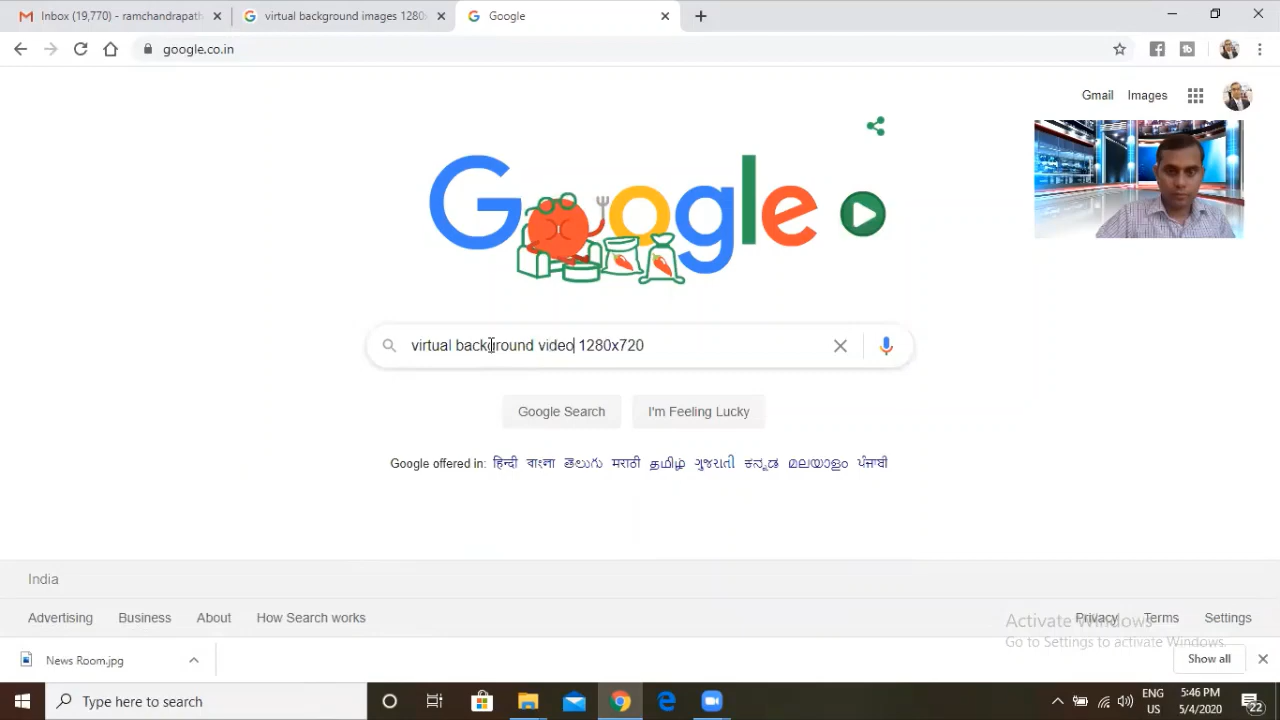 Inbox (19,770) - ramchandrapath
virtual background images 1280x
Google
google.co.in
Gmail
Images
Google
virtual background video 1280x720
Google Search
I'm Feeling Lucky
Google offered in: हिन्दी বাংলা తెలుగు मराठी தமிழ் ગુજરાતી ಕನ್ನಡ മലയാളം ਪੰਜਾਬੀ
India
Advertising
Business
About
How Search works
Privacy
Terms
Settings
Activate Windows
Go to Settings to activate Windows.
News Room.jpg
Show all
Type here to search
ENG
US
5:46 PM
5/4/2020
22